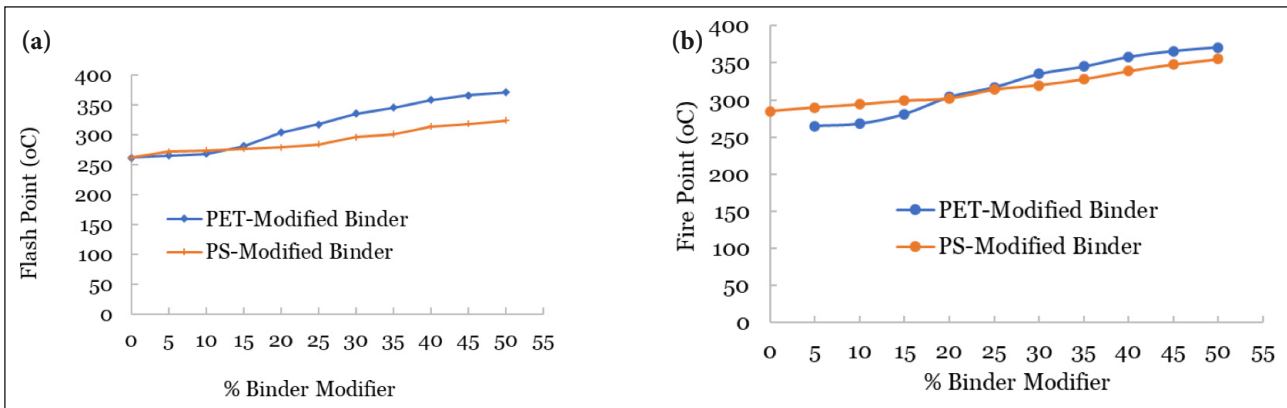 (a)
400
350
300
250
200
150
100
50
0
Flash Point (oC)
PET-Modified Binder
PS-Modified Binder
0 5 10 15 20 25 30 35 40 45 50 55
% Binder Modifier
(b)
400
350
300
250
200
150
100
50
0
Fire Point (oC)
PET-Modified Binder
PS-Modified Binder
0 5 10 15 20 25 30 35 40 45 50 55
% Binder Modifier